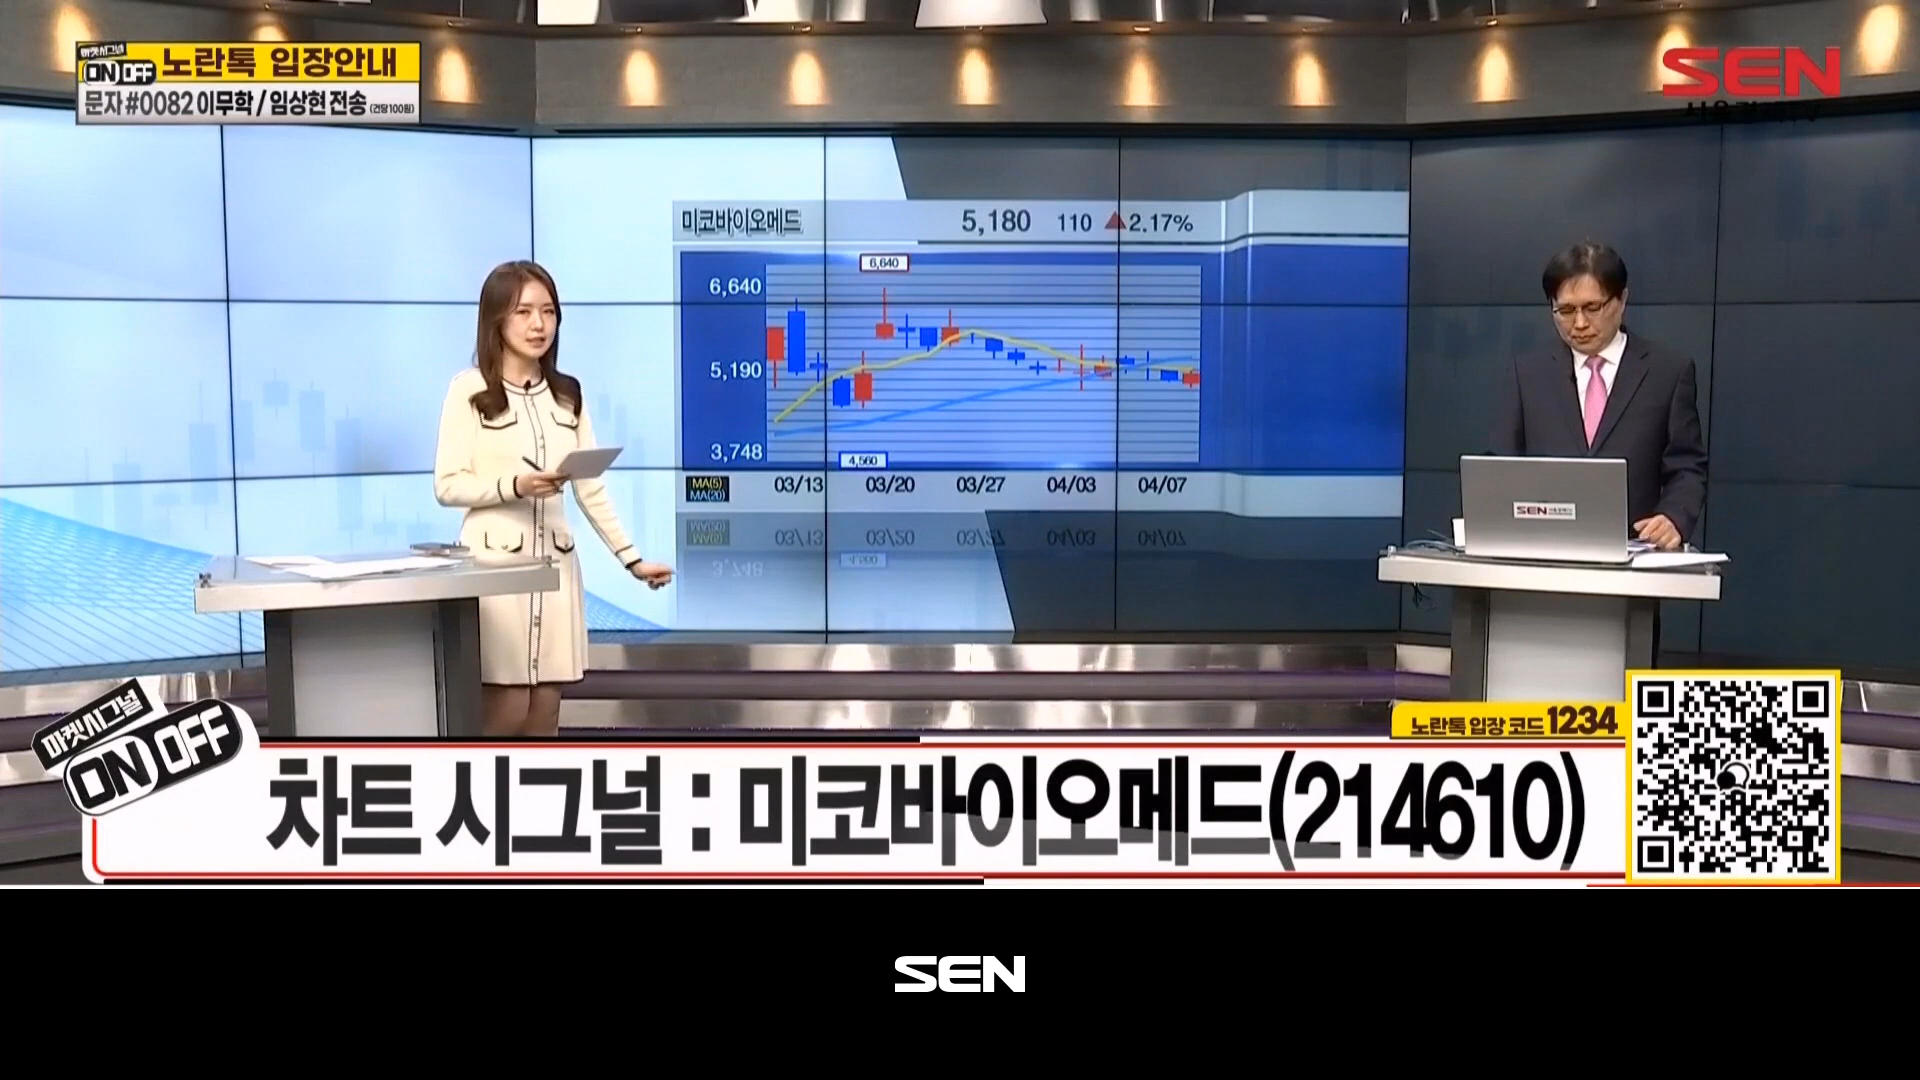 마켓시그널
ON OFF
노란톡 입장안내
문자 #0082 이무학 / 임상현 전송 (건당100원)
SEN
미코바이오메드 5,180 110 ▲2.17%
6,640
6,640
5,190
3,748
4,560
MA(5)
MA(20)
03/13 03/20 03/27 04/03 04/07
SEN
마켓시그널
ON OFF
노란톡 입장 코드 1234
차트 시그널 : 미코바이오메드(214610)
SEN